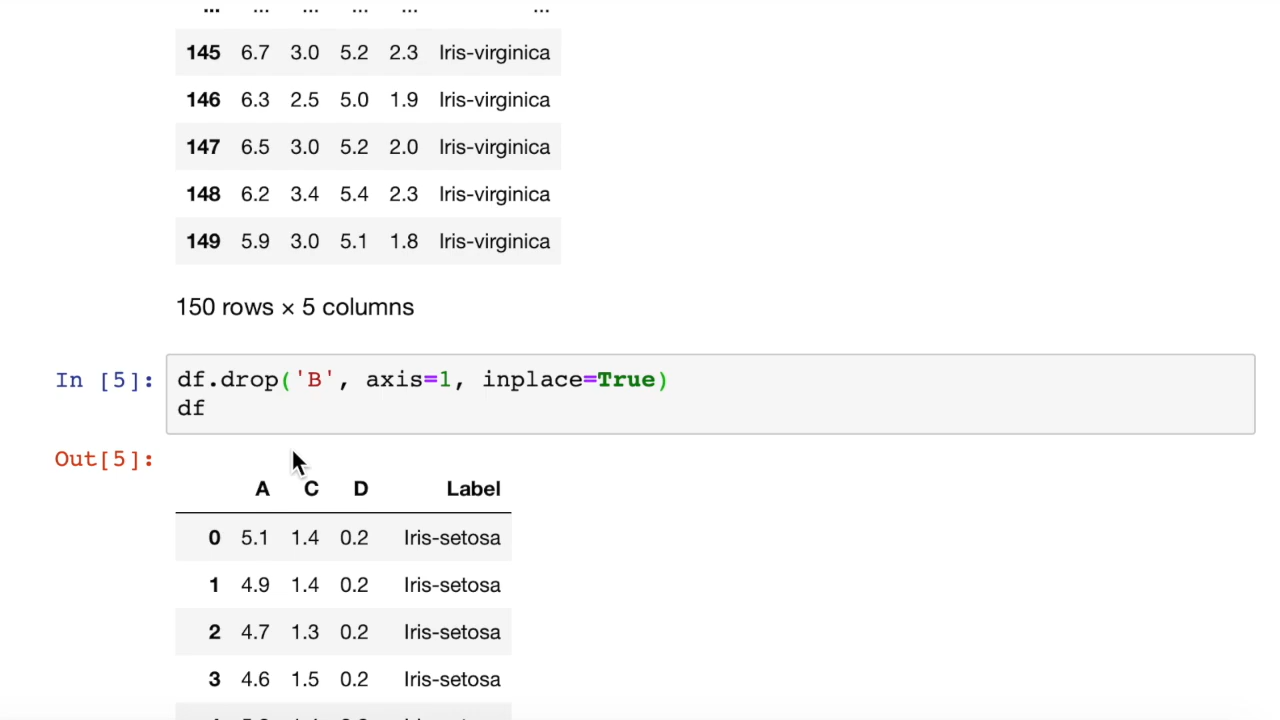 ... ... ... ... ... ...
145 6.7 3.0 5.2 2.3 Iris-virginica
146 6.3 2.5 5.0 1.9 Iris-virginica
147 6.5 3.0 5.2 2.0 Iris-virginica
148 6.2 3.4 5.4 2.3 Iris-virginica
149 5.9 3.0 5.1 1.8 Iris-virginica
150 rows × 5 columns
In [5]: df.drop('B', axis=1, inplace=True)
df
Out[5]:
A C D Label
0 5.1 1.4 0.2 Iris-setosa
1 4.9 1.4 0.2 Iris-setosa
2 4.7 1.3 0.2 Iris-setosa
3 4.6 1.5 0.2 Iris-setosa